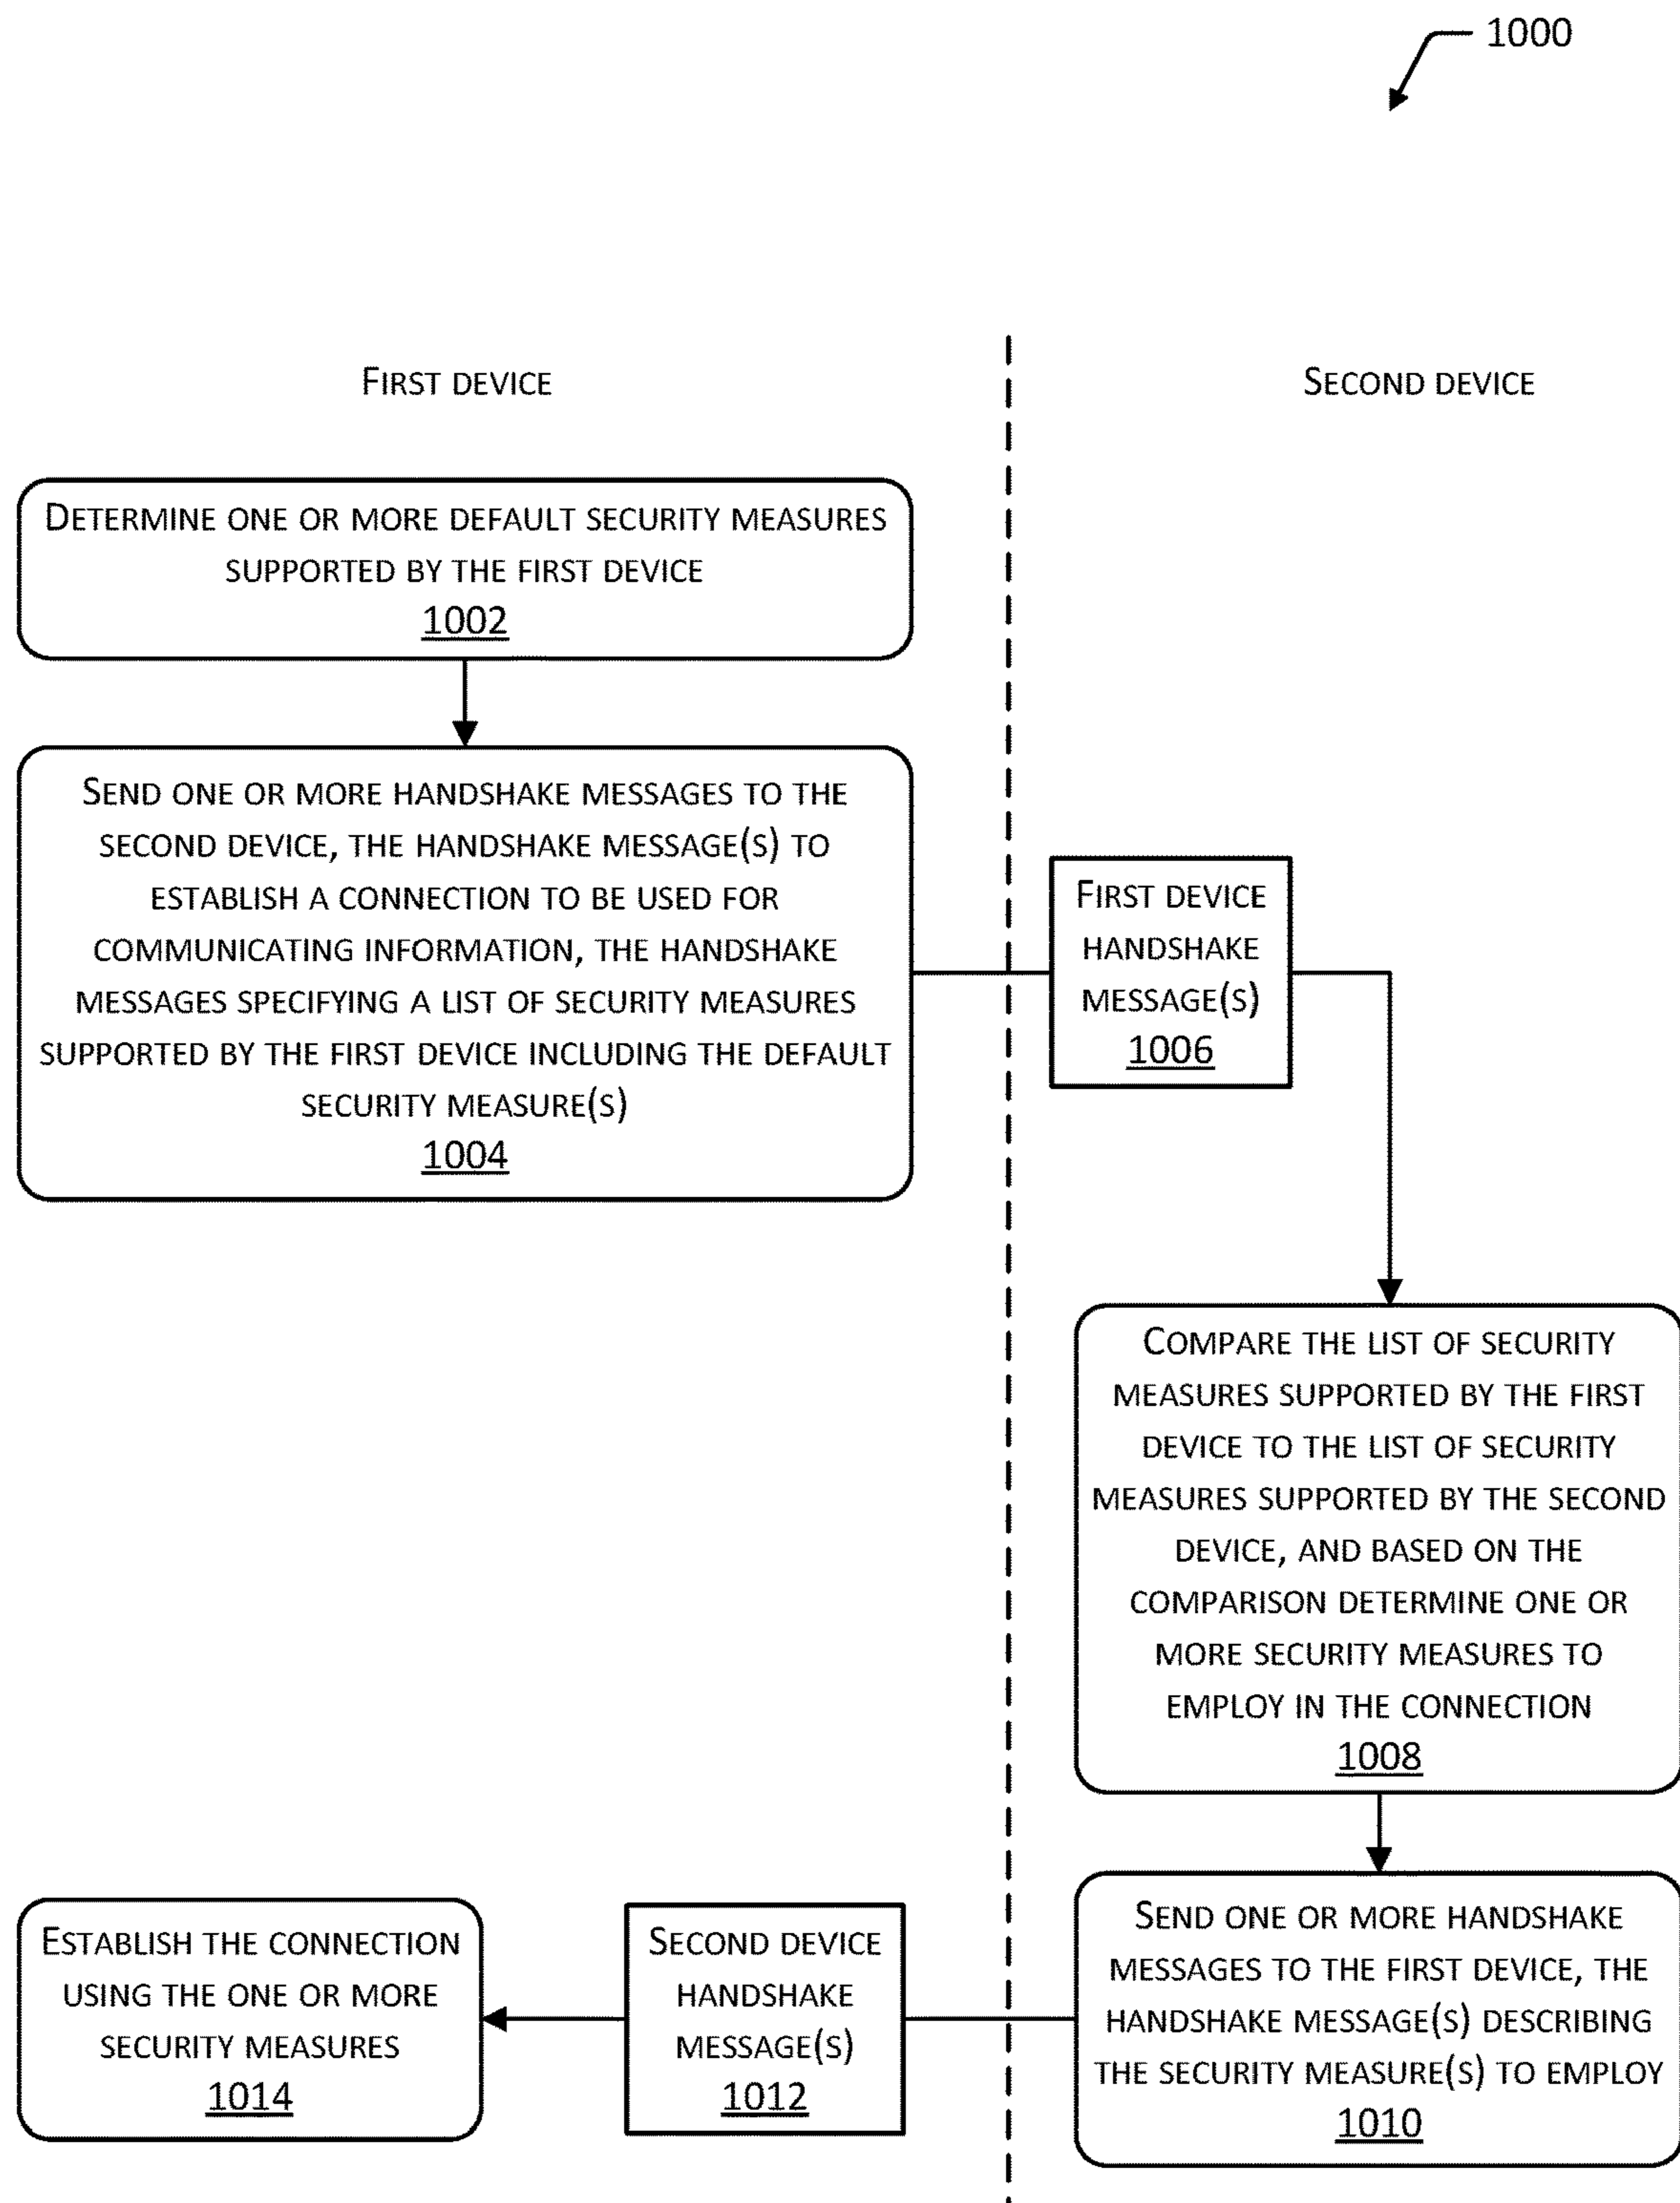 1000
First device
Second device
Determine one or more default security measures
supported by the first device
1002
Send one or more handshake messages to the
second device, the handshake message(s) to
establish a connection to be used for
communicating information, the handshake
messages specifying a list of security measures
supported by the first device including the default
security measure(s)
1004
First device
handshake
message(s)
1006
Compare the list of security
measures supported by the first
device to the list of security
measures supported by the second
device, and based on the
comparison determine one or
more security measures to
employ in the connection
1008
Send one or more handshake
messages to the first device, the
handshake message(s) describing
the security measure(s) to employ
1010
Second device
handshake
message(s)
1012
Establish the connection
using the one or more
security measures
1014